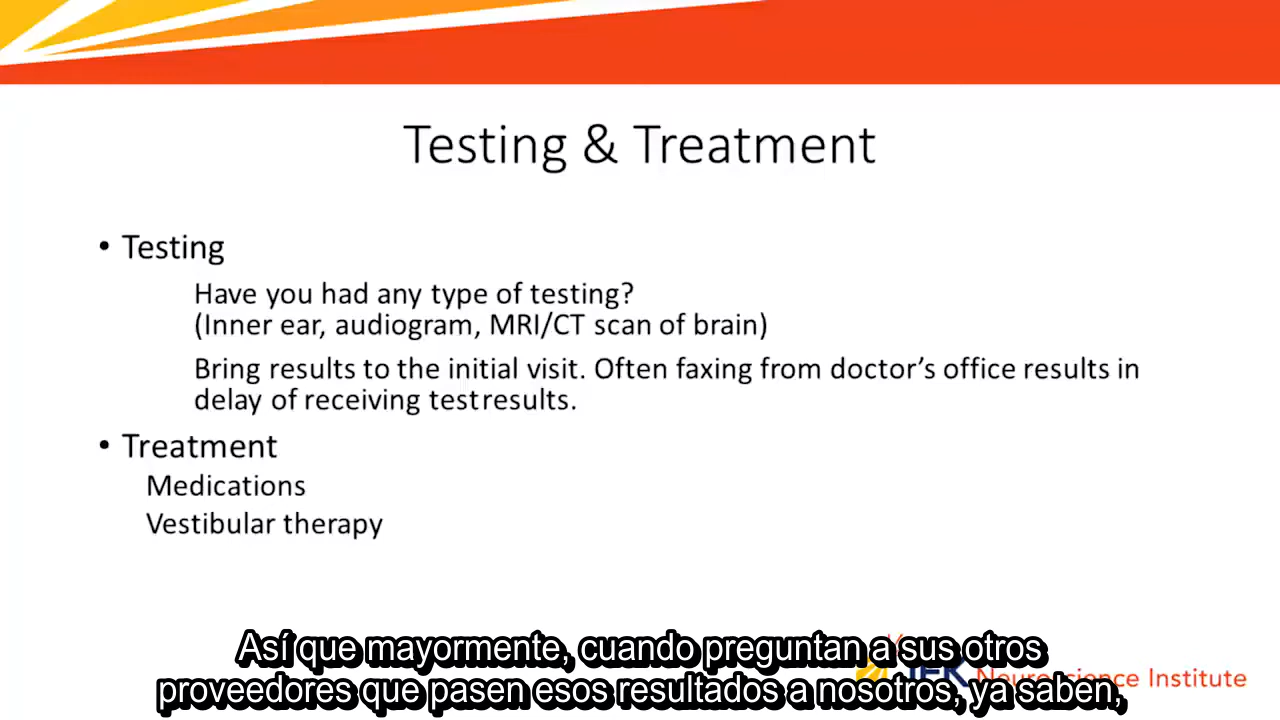 Testing & Treatment
• Testing
Have you had any type of testing?
(Inner ear, audiogram, MRI/CT scan of brain)
Bring results to the initial visit. Often faxing from doctor's office results in
delay of receiving testresults.
• Treatment
Medications
Vestibular therapy
Así que mayormente, cuando preguntan a sus otros
proveedores que pasen esos resultados a nosotros, ya saben,
JFK Neuroscience Institute